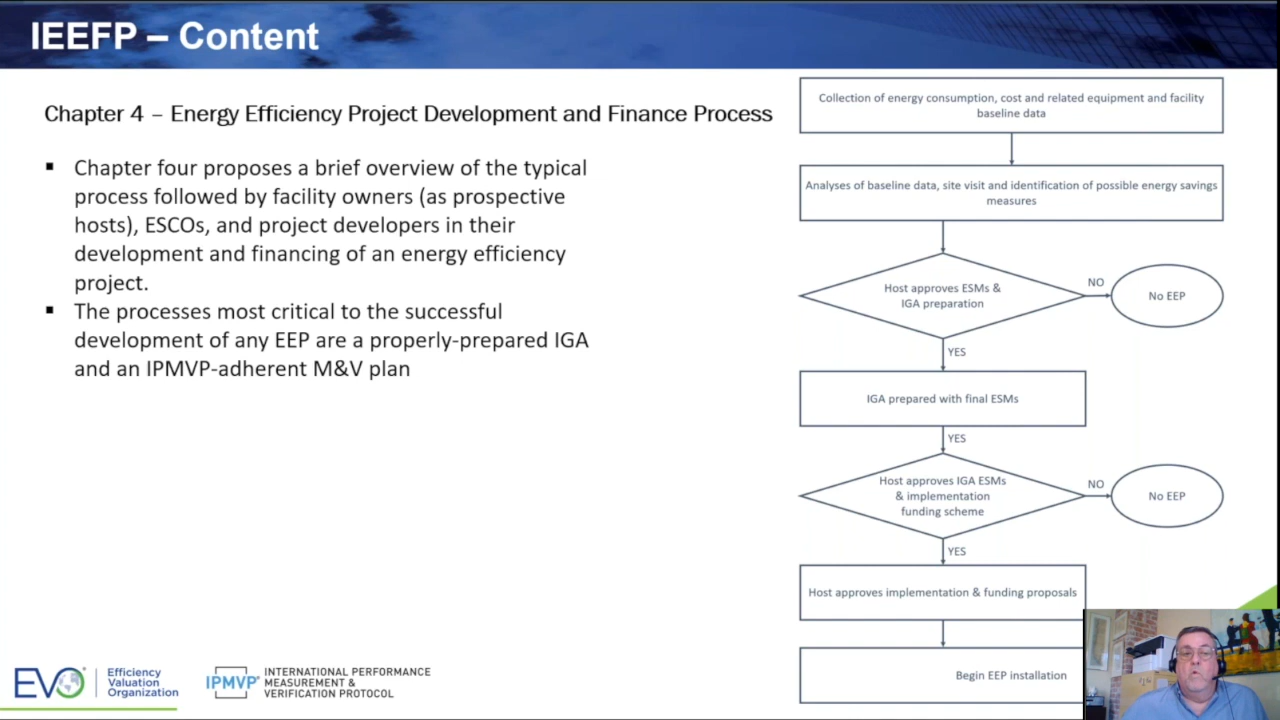 IEEFP – Content
Chapter 4 – Energy Efficiency Project Development and Finance Process
▪ Chapter four proposes a brief overview of the typical
process followed by facility owners (as prospective
hosts), ESCOs, and project developers in their
development and financing of an energy efficiency
project.
▪ The processes most critical to the successful
development of any EEP are a properly-prepared IGA
and an IPMVP-adherent M&V plan
Collection of energy consumption, cost and related equipment and facility
baseline data
Analyses of baseline data, site visit and identification of possible energy savings
measures
Host approves ESMs &
IGA preparation
NO
No EEP
YES
IGA prepared with final ESMs
YES
Host approves IGA ESMs
& implementation
funding scheme
NO
No EEP
YES
Host approves implementation & funding proposals
Begin EEP installation
EVO
Efficiency
Valuation
Organization
IPMVP
INTERNATIONAL PERFORMANCE
MEASUREMENT &
VERIFICATION PROTOCOL